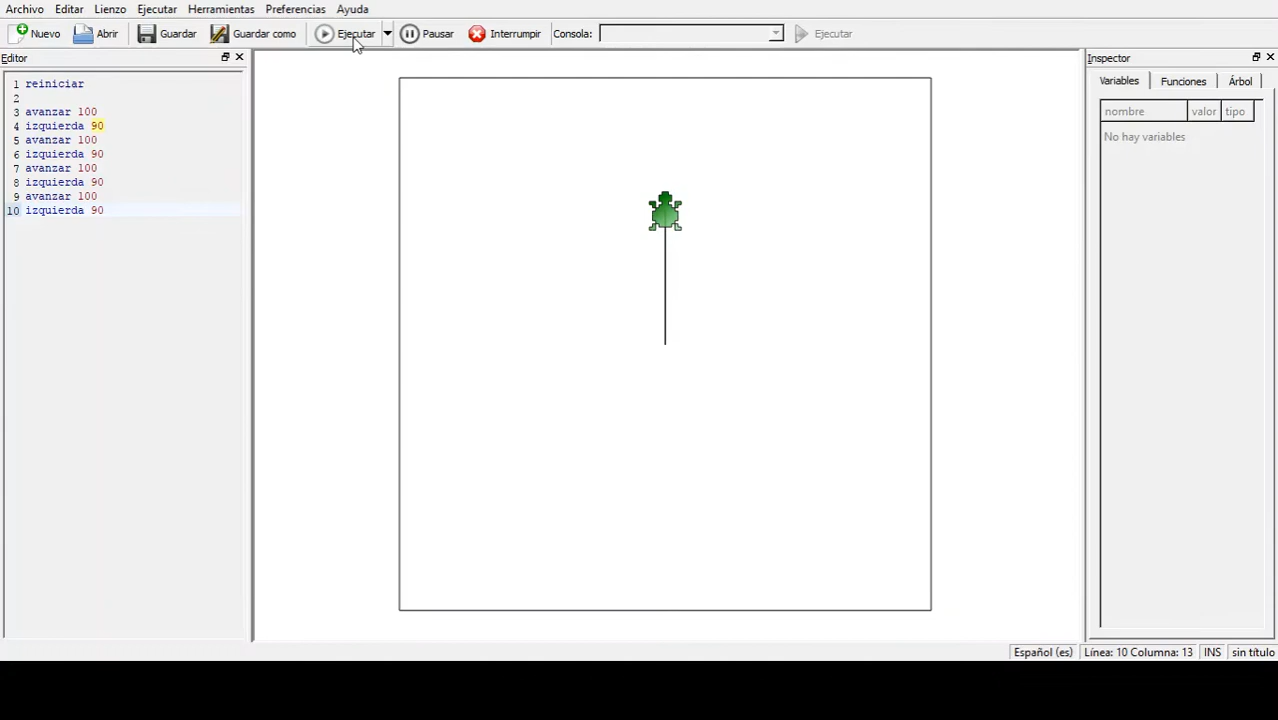 Archivo Editar Lienzo Ejecutar Herramientas Preferencias Ayuda
Nuevo Abrir Guardar Guardar como Ejecutar Pausar Interrumpir Consola: Ejecutar
Editor
1 reiniciar
2
3 avanzar 100
4 izquierda 90
5 avanzar 100
6 izquierda 90
7 avanzar 100
8 izquierda 90
9 avanzar 100
10 izquierda 90
Inspector
Variables Funciones Árbol
nombre valor tipo
No hay variables
Español (es) Línea: 10 Columna: 13 INS sin título